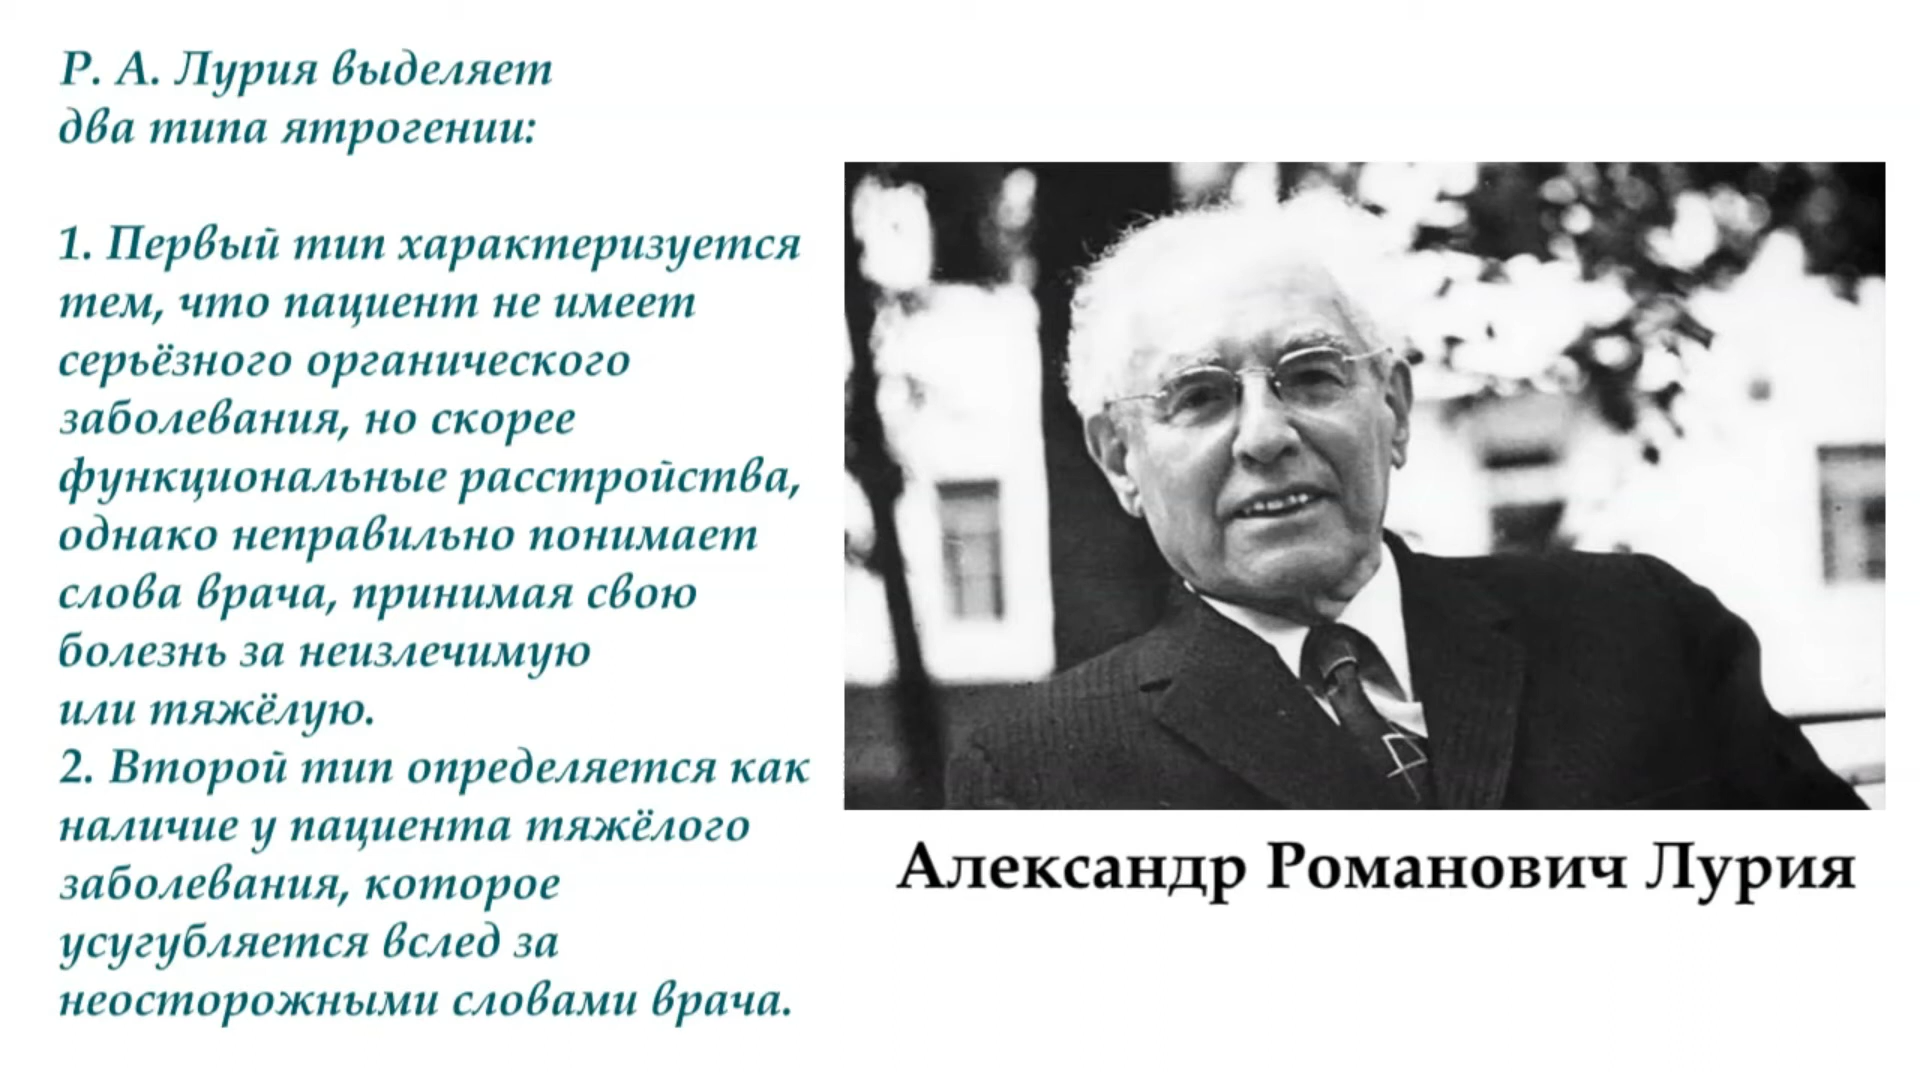 Р. А. Лурия выделяет
два типа ятрогении:
1. Первый тип характеризуется
тем, что пациент не имеет
серьёзного органического
заболевания, но скорее
функциональные расстройства,
однако неправильно понимает
слова врача, принимая свою
болезнь за неизлечимую
или тяжёлую.
2. Второй тип определяется как
наличие у пациента тяжёлого
заболевания, которое
усугубляется вслед за
неосторожными словами врача.
Александр Романович Лурия